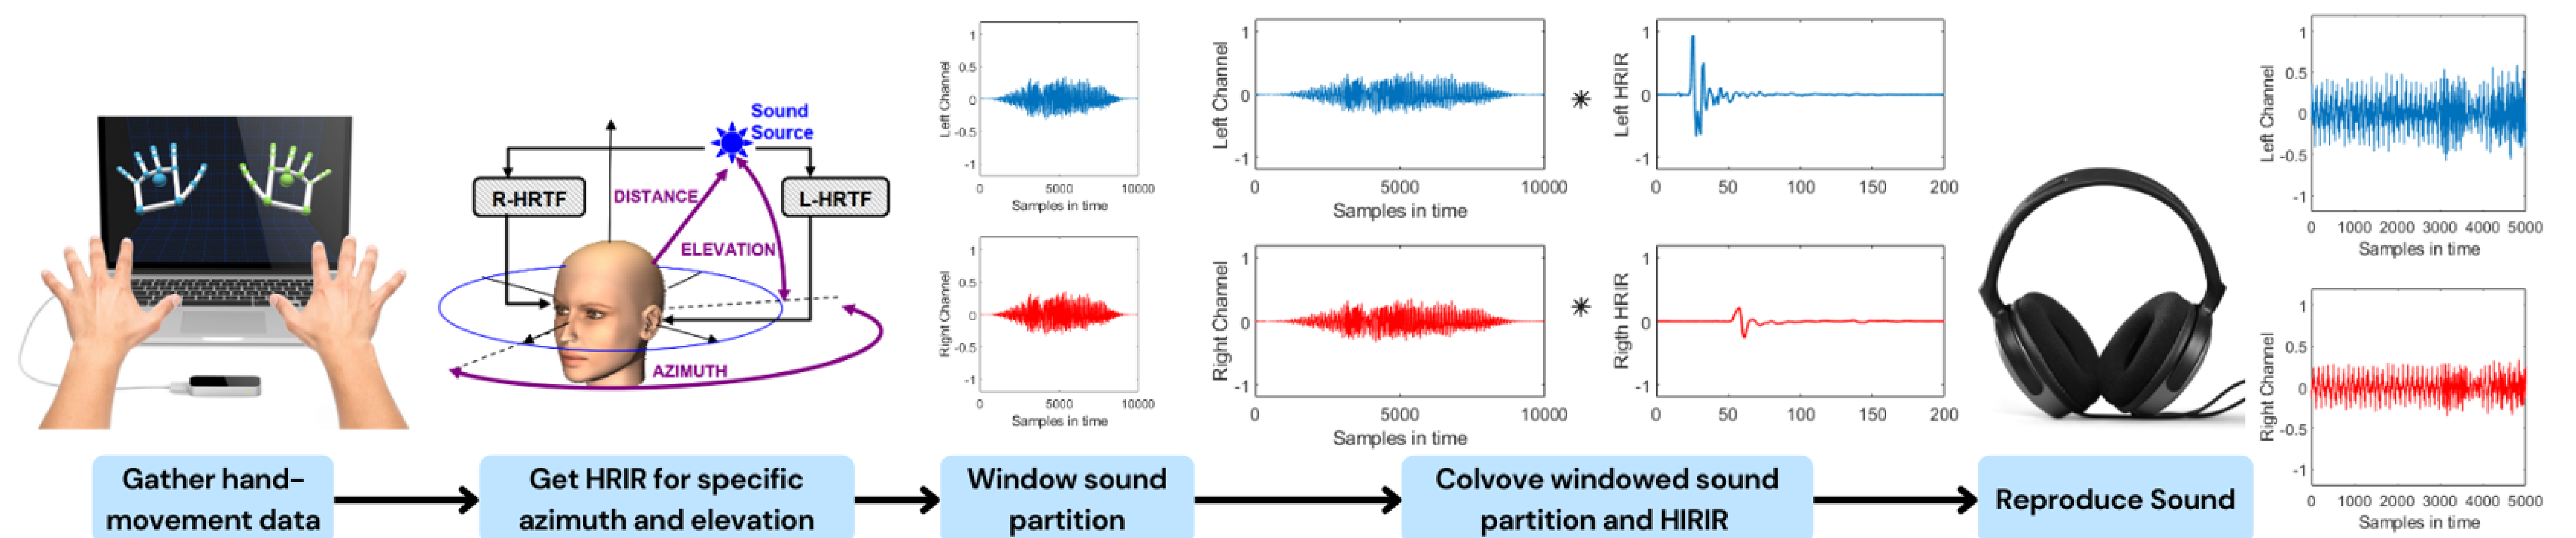 Sound
Source
R-HRTF
L-HRTF
DISTANCE
ELEVATION
AZIMUTH
Left Channel
1
0.5
0
-0.5
-1
0 5000 10000
Samples in time
Right Channel
1
0.5
0
-0.5
-1
0 5000 10000
Samples in time
Left Channel
1
0
-1
0 5000 10000
Samples in time
*
Left HRIR
1
0
-1
0 50 100 150 200
Right Channel
1
0
-1
0 5000 10000
Samples in time
*
Rigth HRIR
1
0
-1
0 50 100 150 200
Left Channel
1
0.5
0
-0.5
-1
0 1000 2000 3000 4000 5000
Samples in time
Right Channel
1
0.5
0
-0.5
-1
0 1000 2000 3000 4000 5000
Samples in time
Gather hand-
movement data
Get HRIR for specific
azimuth and elevation
Window sound
partition
Colvove windowed sound
partition and HIRIR
Reproduce Sound